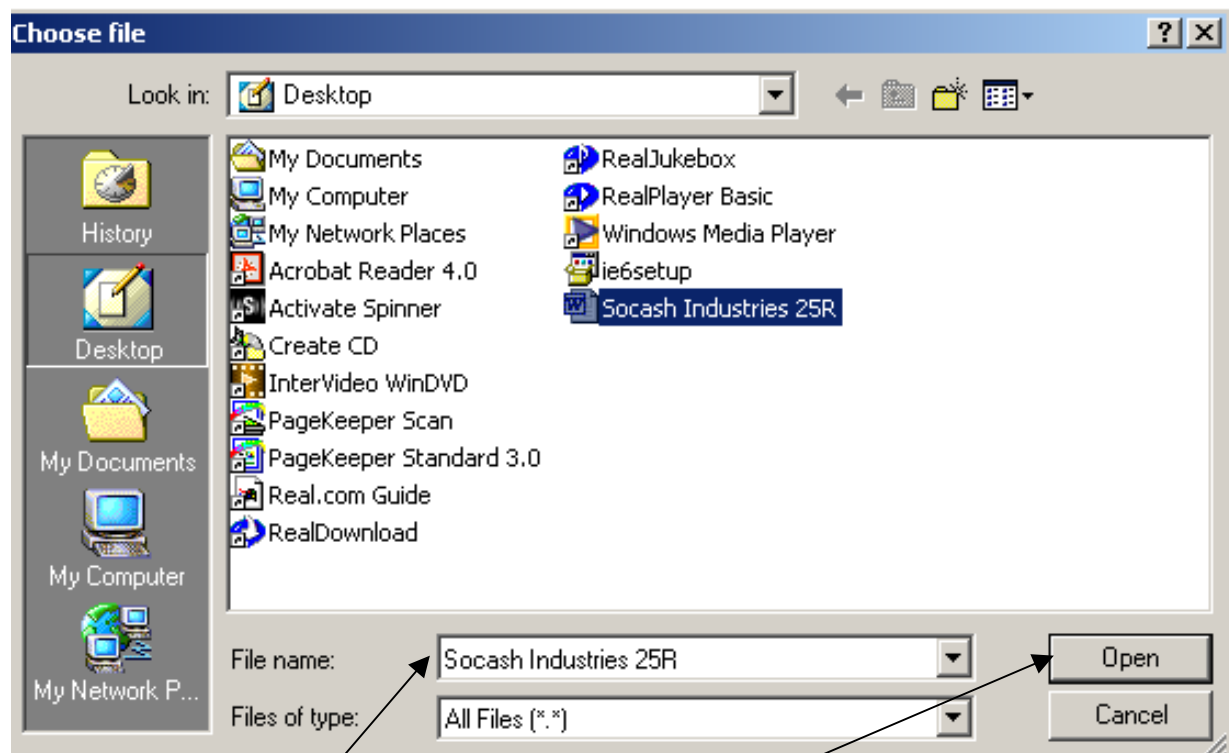 Choose file
Look in: Desktop
History
Desktop
My Documents
My Computer
My Network P...
My Documents
My Computer
My Network Places
Acrobat Reader 4.0
Activate Spinner
Create CD
InterVideo WinDVD
PageKeeper Scan
PageKeeper Standard 3.0
Real.com Guide
RealDownload
RealJukebox
RealPlayer Basic
Windows Media Player
ie6setup
Socash Industries 25R
File name: Socash Industries 25R Open
Files of type: All Files (*.*) Cancel